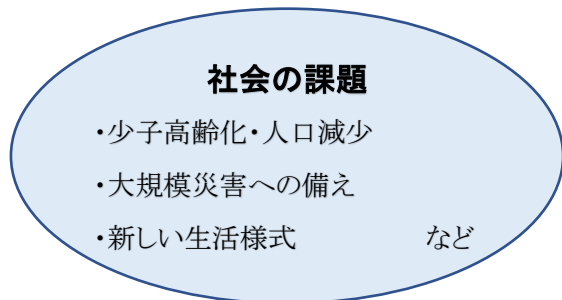 社会の課題
・少子高齢化・人口減少
・大規模災害への備え
・新しい生活様式　　　　　など